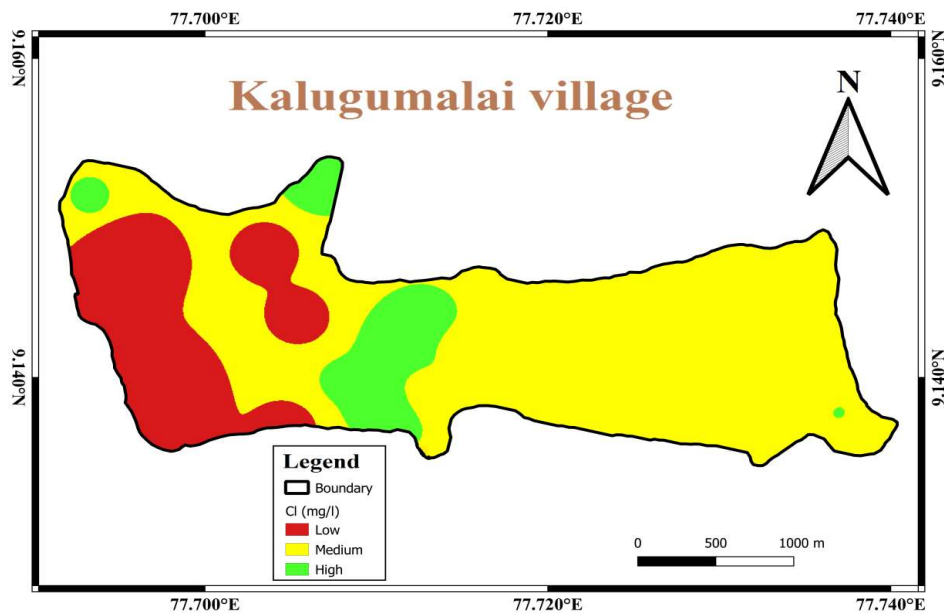 77.700°E 77.720°E 77.740°E
9.160°N
9.160°N
Kalugumalai village
N
9.140°N
9.140°N
Legend
Boundary
Cl (mg/l)
Low
Medium
High
0 500 1000 m
77.700°E 77.720°E 77.740°E